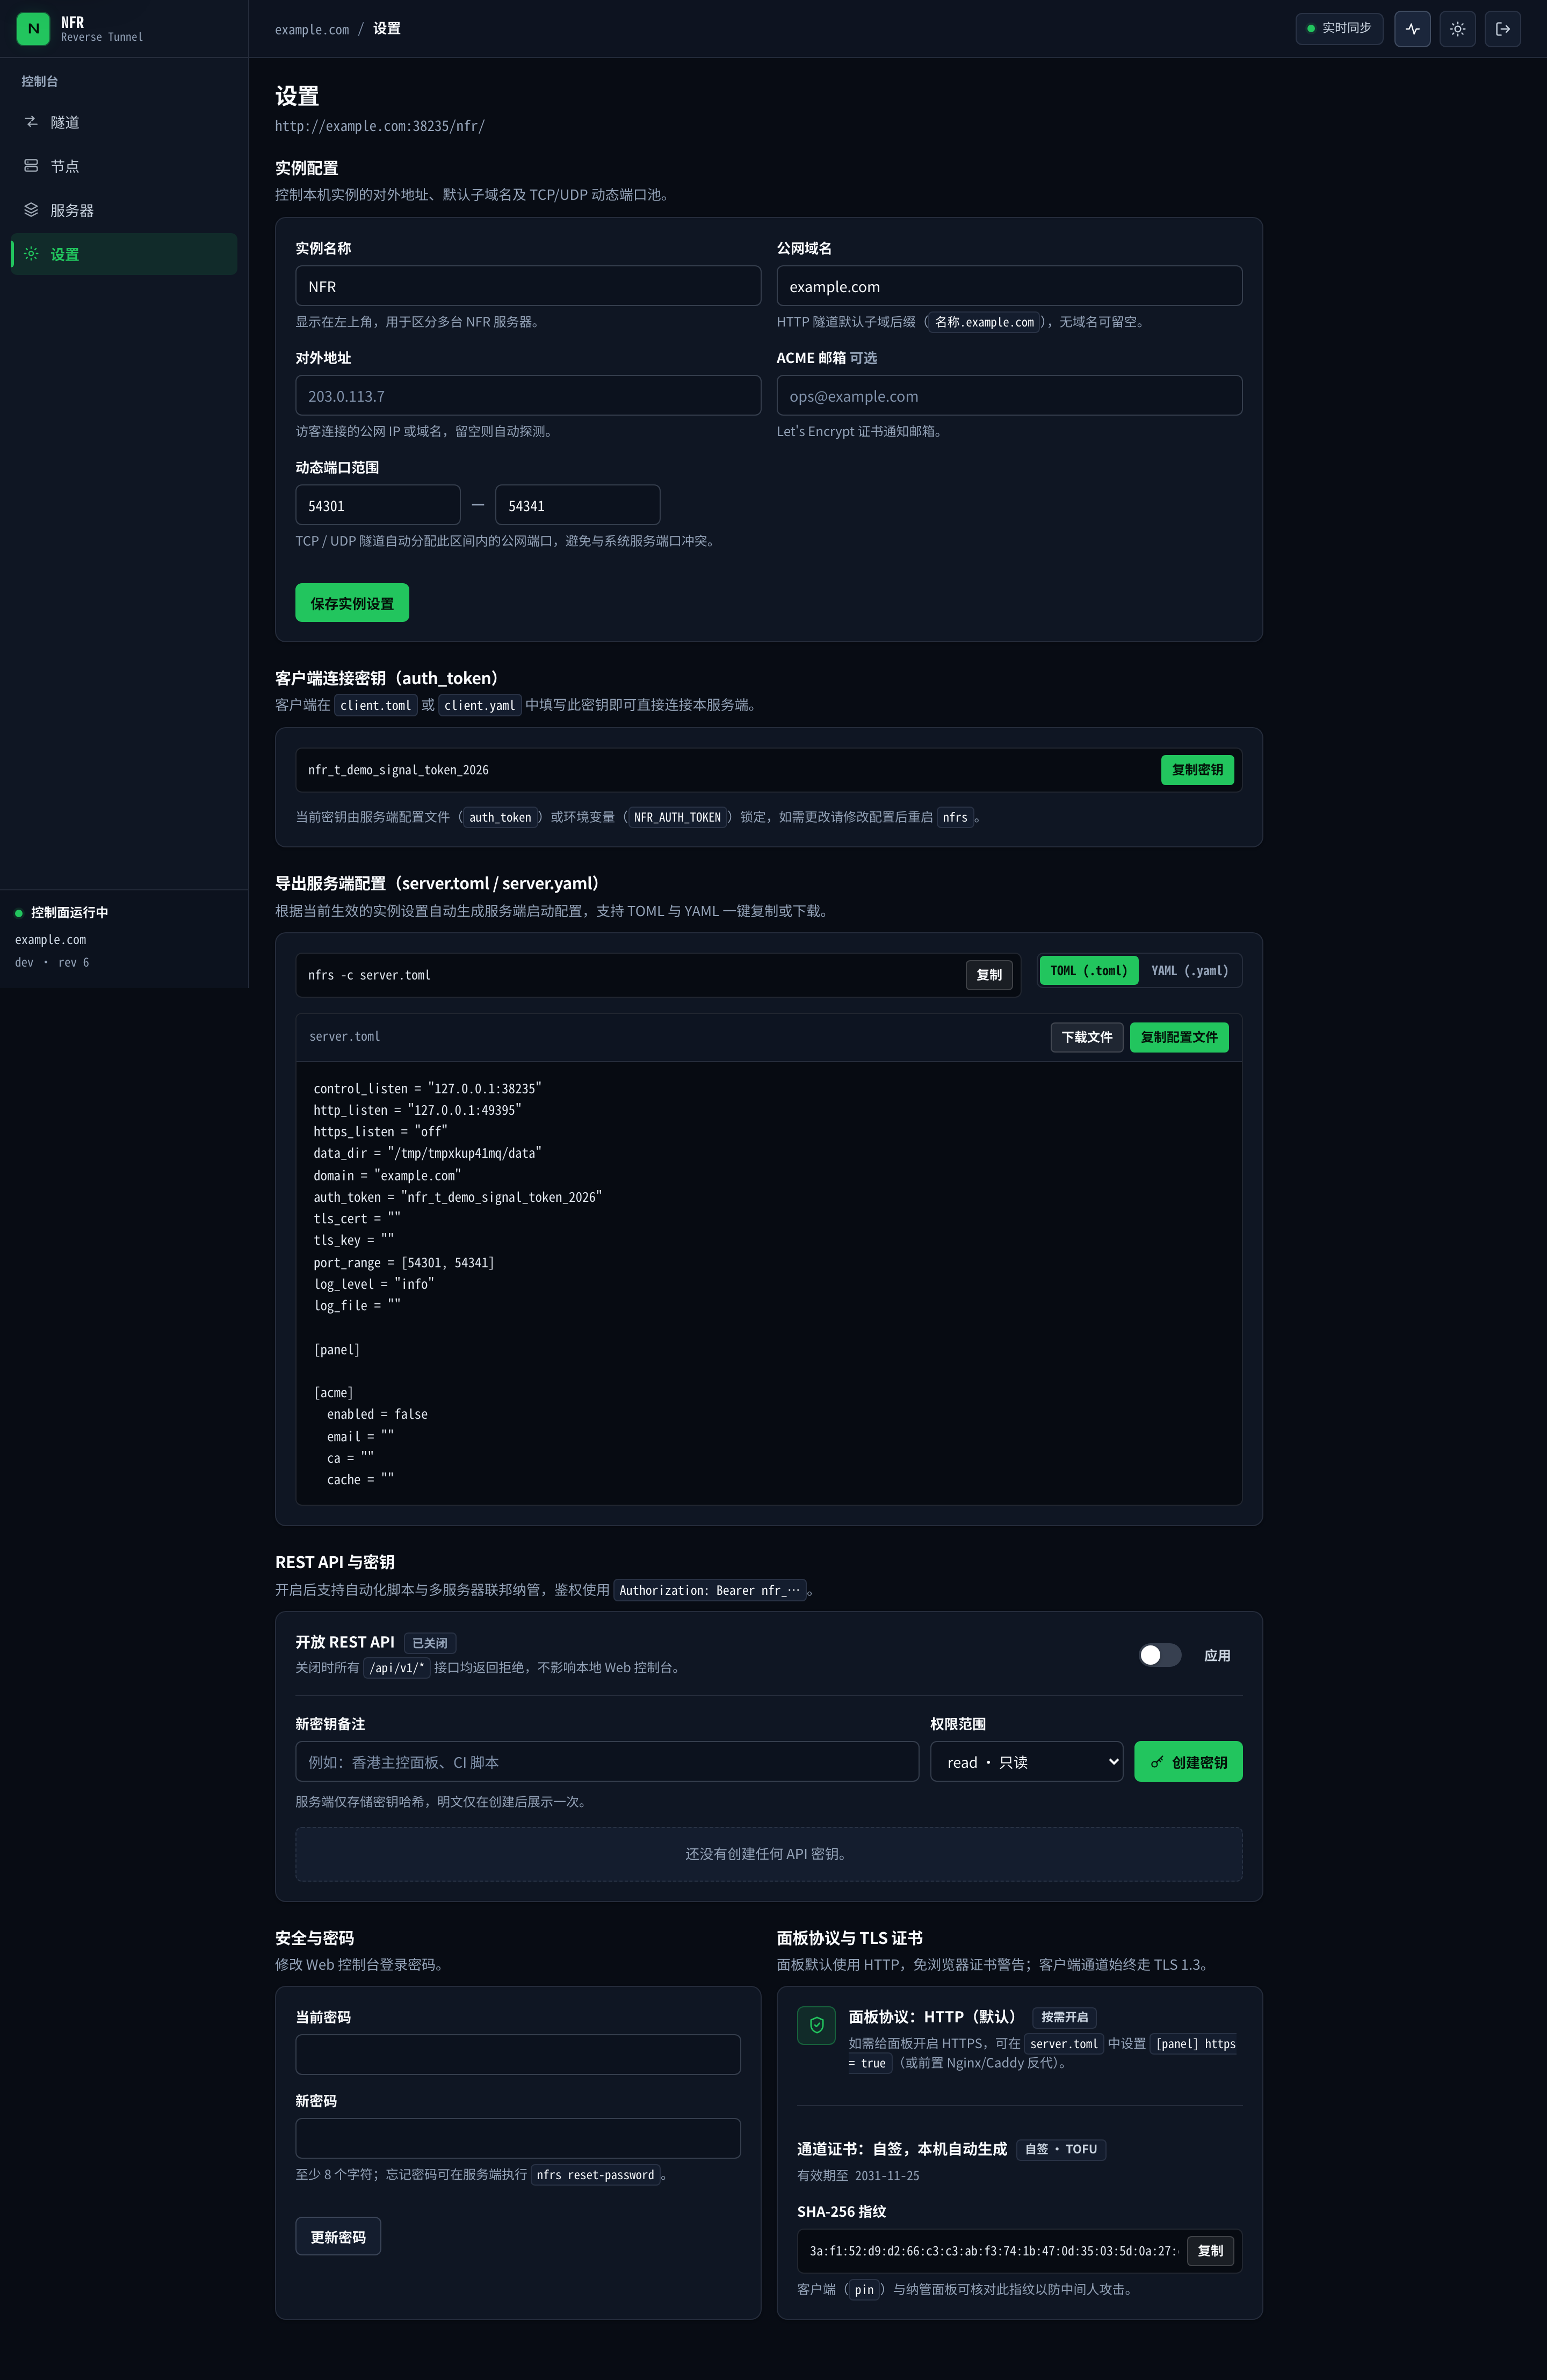 N
NFR
Reverse Tunnel
example.com / 设置
实时同步
控制台
隧道
节点
服务器
设置
设置
http://example.com:38235/nfr/
实例配置
控制本机实例的对外地址、默认子域名及 TCP/UDP 动态端口池。
实例名称
公网域名
NFR
example.com
显示在左上角，用于区分多台 NFR 服务器。
HTTP 隧道默认子域后缀（名称.example.com），无域名可留空。
对外地址
ACME 邮箱 可选
203.0.113.7
ops@example.com
访客连接的公网 IP 或域名，留空则自动探测。
Let's Encrypt 证书通知邮箱。
动态端口范围
54301 — 54341
TCP / UDP 隧道自动分配此区间内的公网端口，避免与系统服务端口冲突。
保存实例设置
客户端连接密钥（auth_token）
客户端在 client.toml 或 client.yaml 中填写此密钥即可直接连接本服务端。
nfr_t_demo_signal_token_2026
复制密钥
当前密钥由服务端配置文件（auth_token）或环境变量（NFR_AUTH_TOKEN）锁定，如需更改请修改配置后重启 nfrs。
导出服务端配置（server.toml / server.yaml）
根据当前生效的实例设置自动生成服务端启动配置，支持 TOML 与 YAML 一键复制或下载。
nfrs -c server.toml
复制
TOML (.toml)
YAML (.yaml)
server.toml
下载文件
复制配置文件
control_listen = "127.0.0.1:38235"
http_listen = "127.0.0.1:49395"
https_listen = "off"
data_dir = "/tmp/tmpxkup41mq/data"
domain = "example.com"
auth_token = "nfr_t_demo_signal_token_2026"
tls_cert = ""
tls_key = ""
port_range = [54301, 54341]
log_level = "info"
log_file = ""
[panel]
[acme]
enabled = false
email = ""
ca = ""
cache = ""
控制面运行中
example.com
dev · rev 6
REST API 与密钥
开启后支持自动化脚本与多服务器联邦纳管，鉴权使用 Authorization: Bearer nfr_…。
开放 REST API 已关闭
关闭时所有 /api/v1/* 接口均返回拒绝，不影响本地 Web 控制台。
应用
新密钥备注
权限范围
例如：香港主控面板、CI 脚本
read · 只读
创建密钥
服务端仅存储密钥哈希，明文仅在创建后展示一次。
还没有创建任何 API 密钥。
安全与密码
修改 Web 控制台登录密码。
当前密码
新密码
至少 8 个字符；忘记密码可在服务端执行 nfrs reset-password。
更新密码
面板协议与 TLS 证书
面板默认使用 HTTP，免浏览器证书警告；客户端通道始终走 TLS 1.3。
面板协议：HTTP（默认） 按需开启
如需给面板开启 HTTPS，可在 server.toml 中设置 [panel] https
= true（或前置 Nginx/Caddy 反代）。
通道证书：自签，本机自动生成 自签 · TOFU
有效期至 2031-11-25
SHA-256 指纹
3a:f1:52:d9:d2:66:c3:c3:ab:f3:74:1b:47:0d:35:03:5d:0a:27:
复制
客户端（pin）与纳管面板可核对此指纹以防中间人攻击。